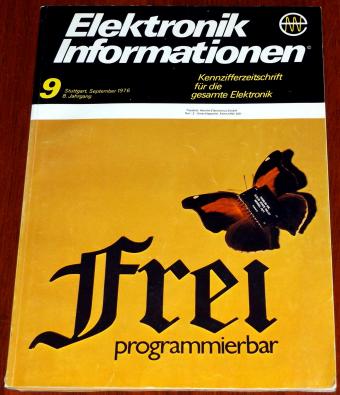 Elektronik
Informationen
9
Stuttgart, September 1976
8. Jahrgang
Kennzifferzeitschrift
für die
gesamte Elektronik
Frei
programmierbar